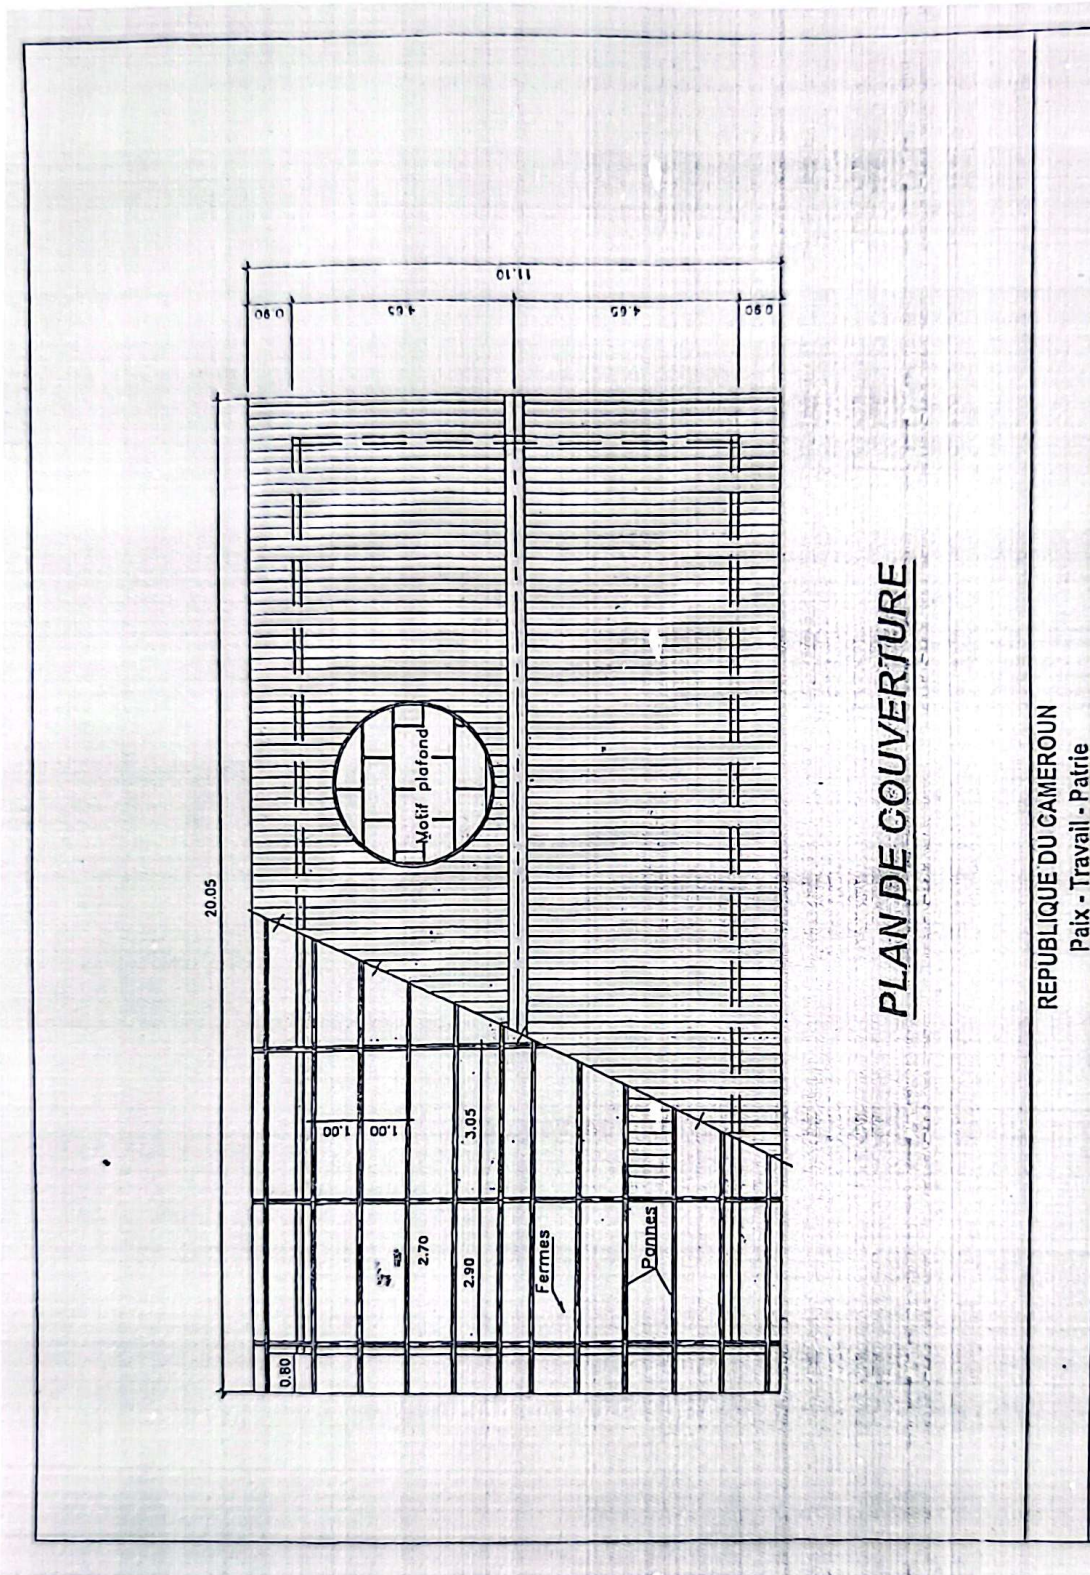 20.05
11.10
0.90
4.65
4.65
0.90
Motif plafond
1.00
1.00
3.05
2.70
2.90
0.80
Fermes
Pannes
PLAN DE COUVERTURE
REPUBLIQUE DU CAMEROUN
Paix - Travail - Patrie